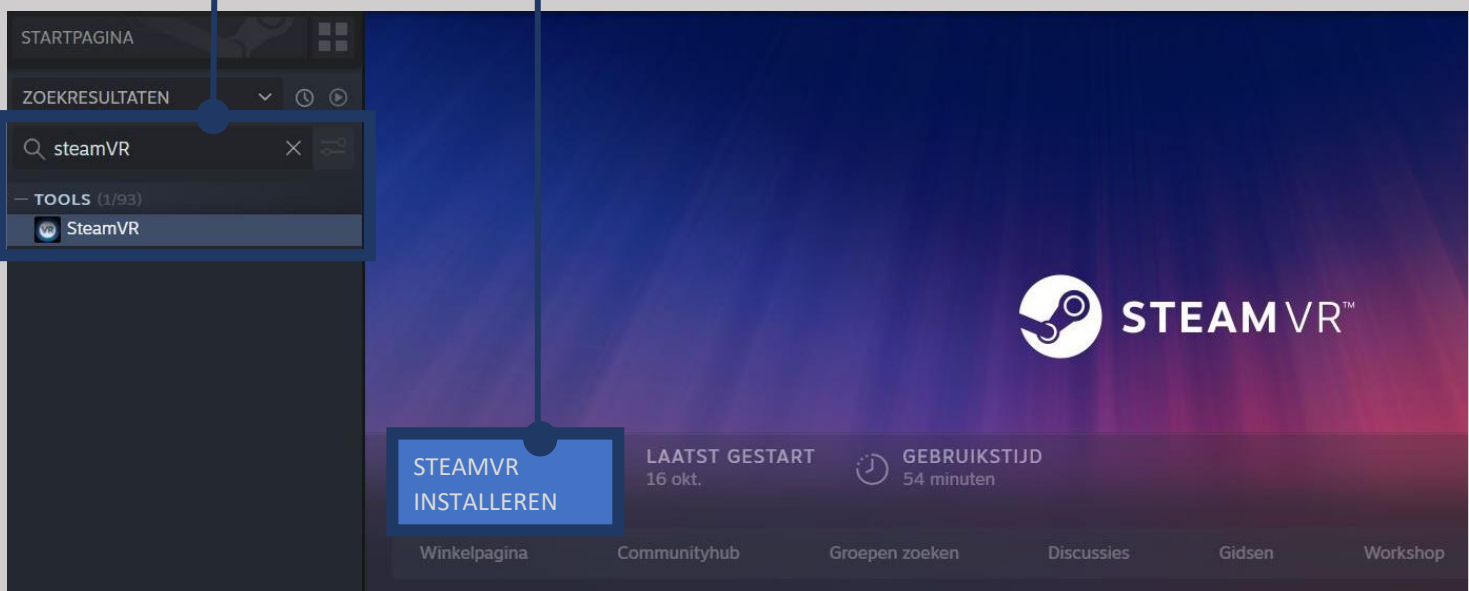 STARTPAGINA
ZOEKRESULTATEN
steamVR
— TOOLS (1/93)
VR
SteamVR
STEAMVR™
STEAMVR
INSTALLEREN
LAATST GESTART
16 okt.
GEBRUIKSTIJD
54 minuten
Winkelpagina Communityhub Groepen zoeken Discussies Gidsen Workshop